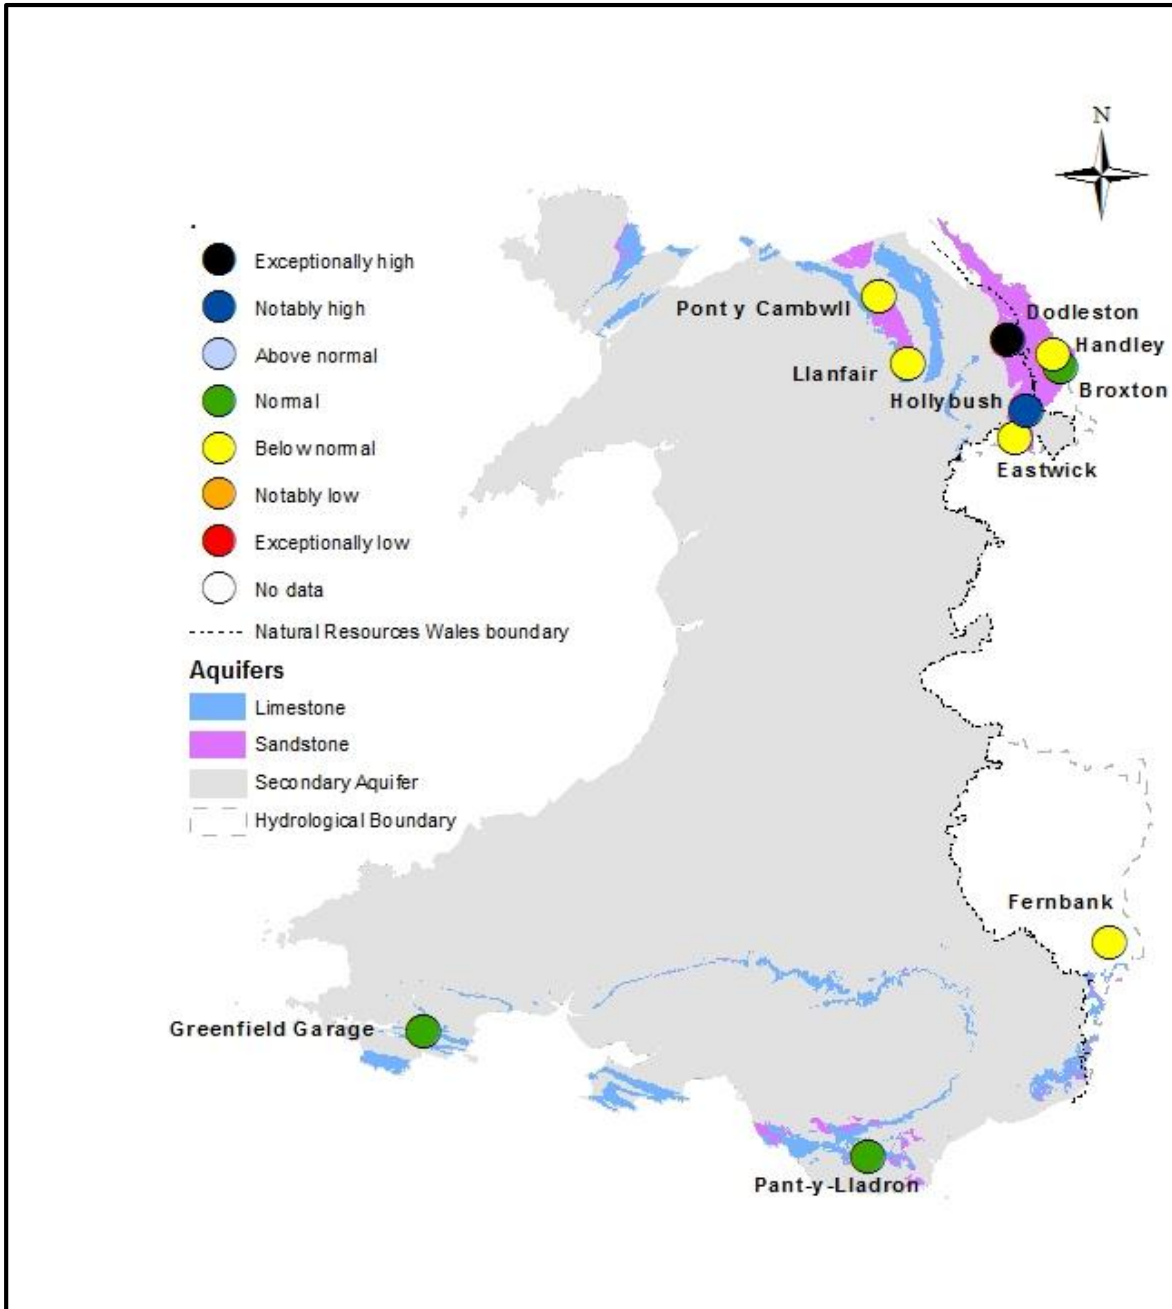 N
Exceptionally high
Notably high
Above normal
Normal
Below normal
Notably low
Exceptionally low
No data
Natural Resources Wales boundary
Aquifers
Limestone
Sandstone
Secondary Aquifer
Hydrological Boundary
Pont y Cambwll
Llanfair
Dodleston
Handley
Broxton
Hollybush
Eastwick
Fernbank
Greenfield Garage
Pant-y-Lladron